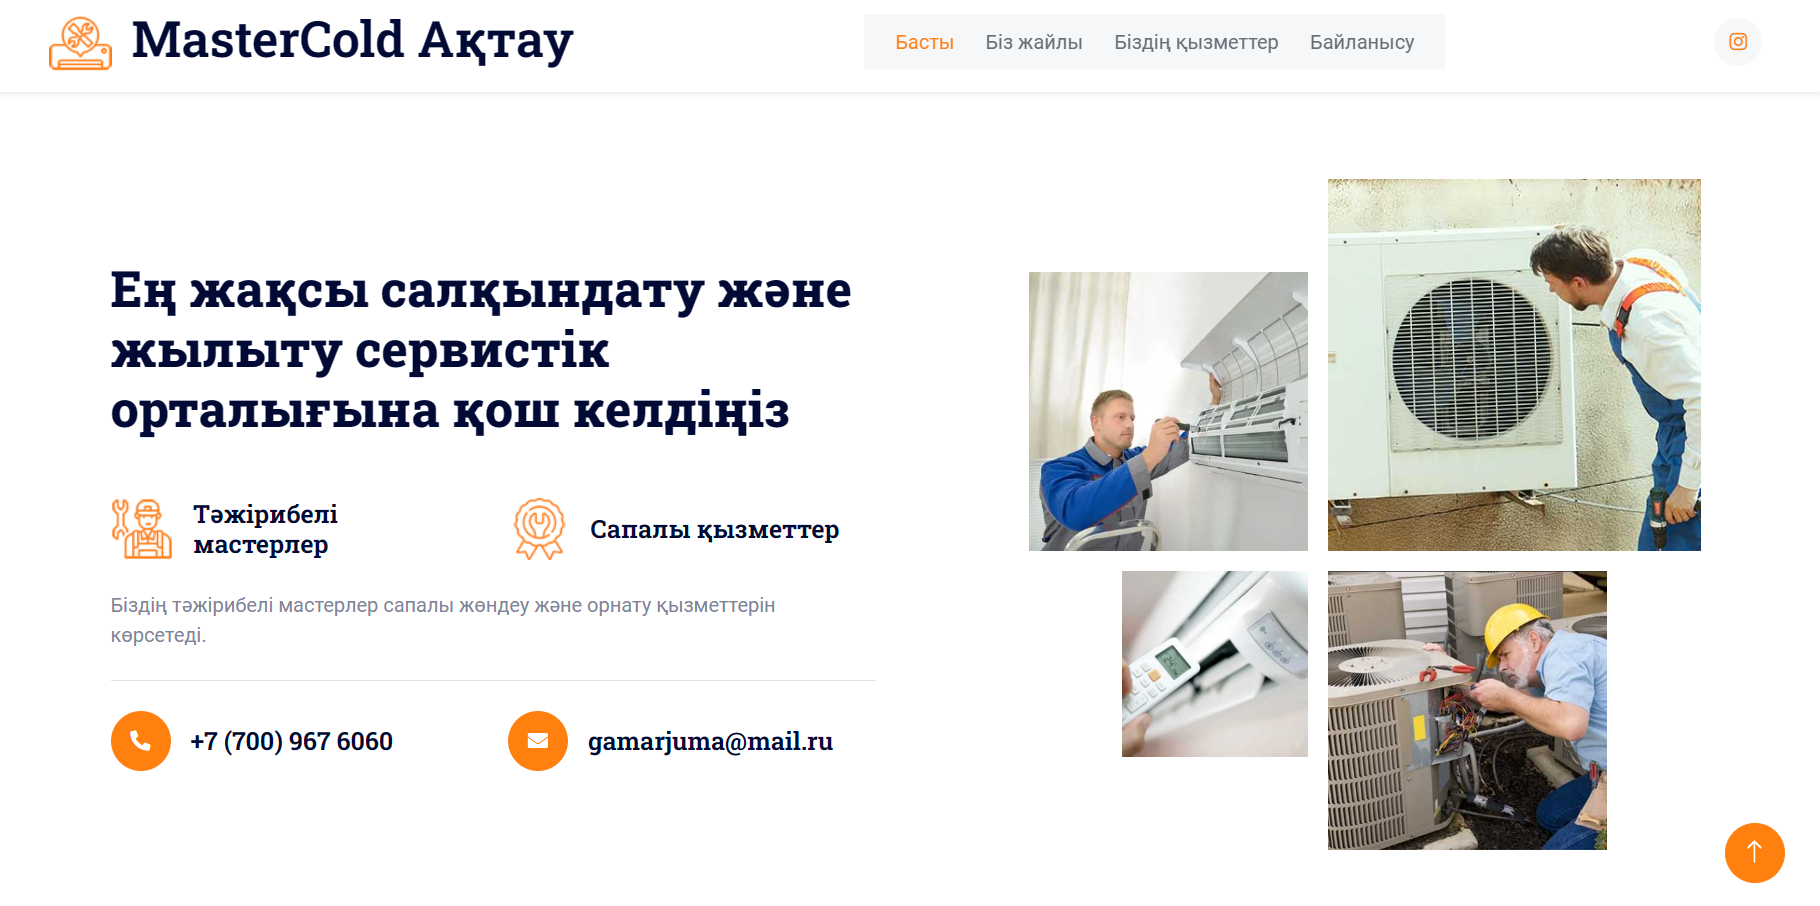 MasterCold Ақтау
Басты Біз жайлы Біздің қызметтер Байланысу
Ең жақсы салқындату және
жылыту сервистік
орталығына қош келдіңіз
Тәжірибелі
мастерлер
Сапалы қызметтер
Біздің тәжірибелі мастерлер сапалы жөндеу және орнату қызметтерін
көрсетеді.
+7 (700) 967 6060
gamarjuma@mail.ru